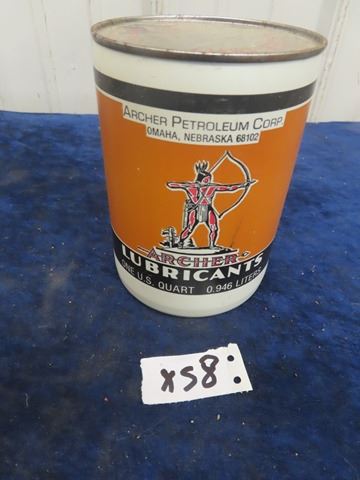 ARCHER PETROLEUM CORP.
OMAHA, NEBRASKA 68102
ARCHER
LUBRICANTS
ONE U.S. QUART 0.946 LITERS
X58